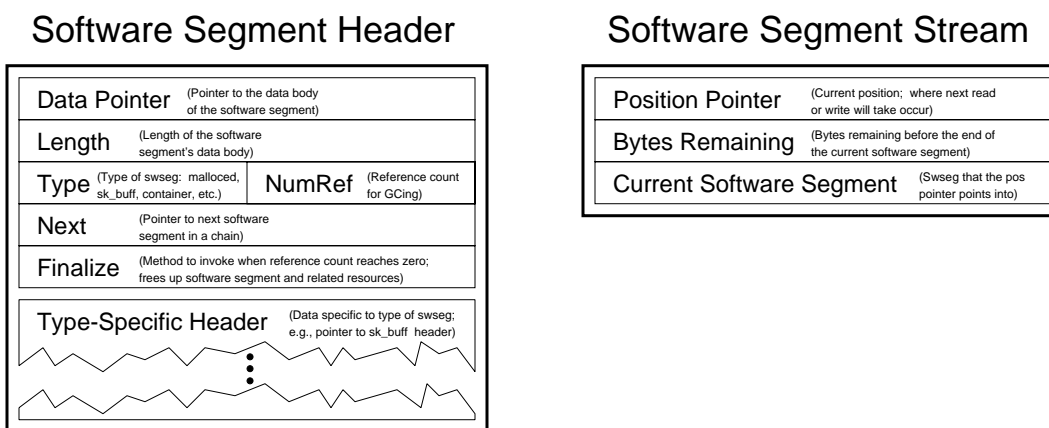 Software Segment Header
Data Pointer (Pointer to the data body
of the software segment)
Length (Length of the software
segment's data body)
Type (Type of swseg: malloced,
sk_buff, container, etc.)
NumRef (Reference count
for GCing)
Next (Pointer to next software
segment in a chain)
Finalize (Method to invoke when reference count reaches zero;
frees up software segment and related resources)
Type-Specific Header (Data specific to type of swseg;
e.g., pointer to sk_buff header)
Software Segment Stream
Position Pointer (Current position; where next read
or write will take occur)
Bytes Remaining (Bytes remaining before the end of
the current software segment)
Current Software Segment (Swseg that the pos
pointer points into)